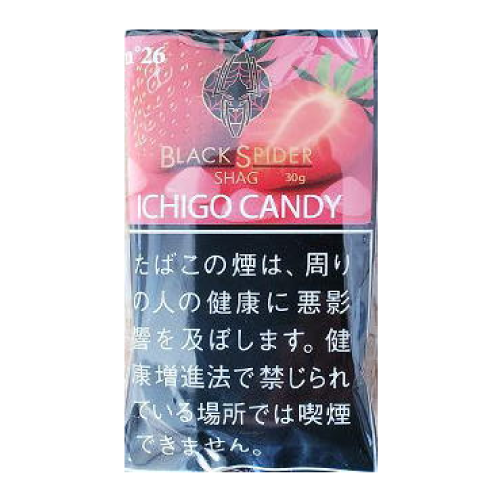 n°26
BLACK SPIDER
SHAG 30g
ICHIGO CANDY
たばこの煙は、周り
の人の健康に悪影
響を及ぼします。健
康増進法で禁じられ
ている場所では喫煙
できません。